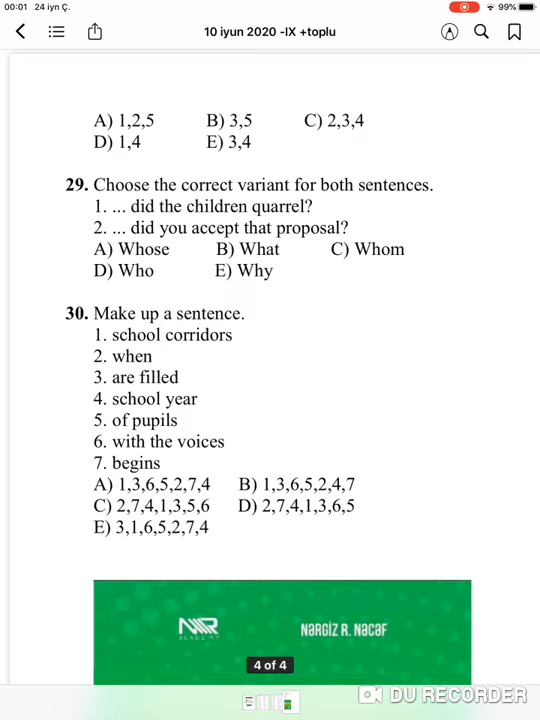 00:01 24 iyn Ç. 99%
10 iyun 2020 -IX +toplu
A) 1,2,5 B) 3,5 C) 2,3,4
D) 1,4 E) 3,4
29. Choose the correct variant for both sentences.
1. ... did the children quarrel?
2. ... did you accept that proposal?
A) Whose B) What C) Whom
D) Who E) Why
30. Make up a sentence.
1. school corridors
2. when
3. are filled
4. school year
5. of pupils
6. with the voices
7. begins
A) 1,3,6,5,2,7,4 B) 1,3,6,5,2,4,7
C) 2,7,4,1,3,5,6 D) 2,7,4,1,3,6,5
E) 3,1,6,5,2,7,4
ACADEMY
NƏRGİZ R. NƏCƏF
4 of 4
DU RECORDER